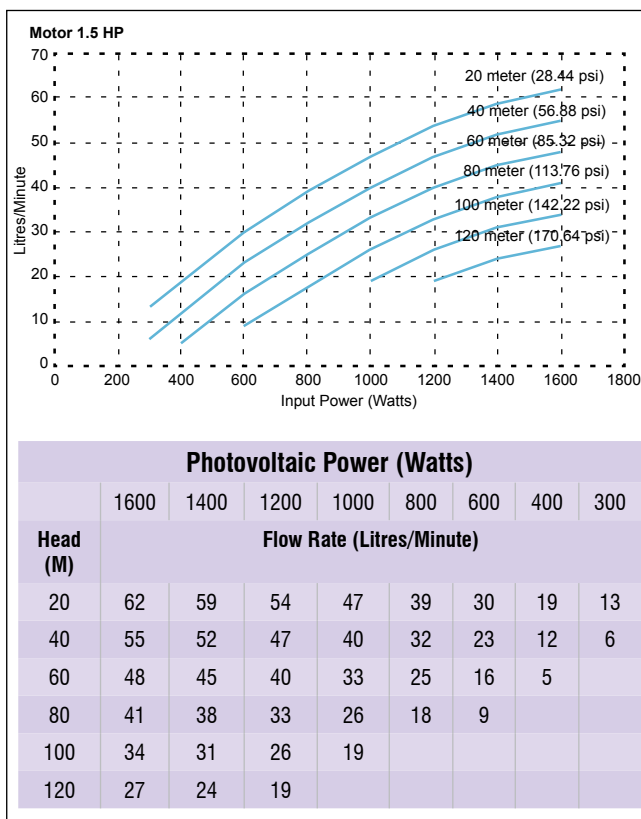 Motor 1.5 HP
70
60
50
40
30
20
10
0
Litres/Minute
20 meter (28.44 psi)
40 meter (56.88 psi)
60 meter (85.32 psi)
80 meter (113.76 psi)
100 meter (142.22 psi)
120 meter (170.64 psi)
0 200 400 600 800 1000 1200 1400 1600 1800
Input Power (Watts)
Photovoltaic Power (Watts)
1600 1400 1200 1000 800 600 400 300
Head (M) Flow Rate (Litres/Minute)
20 62 59 54 47 39 30 19 13
40 55 52 47 40 32 23 12 6
60 48 45 40 33 25 16 5
80 41 38 33 26 18 9
100 34 31 26 19
120 27 24 19